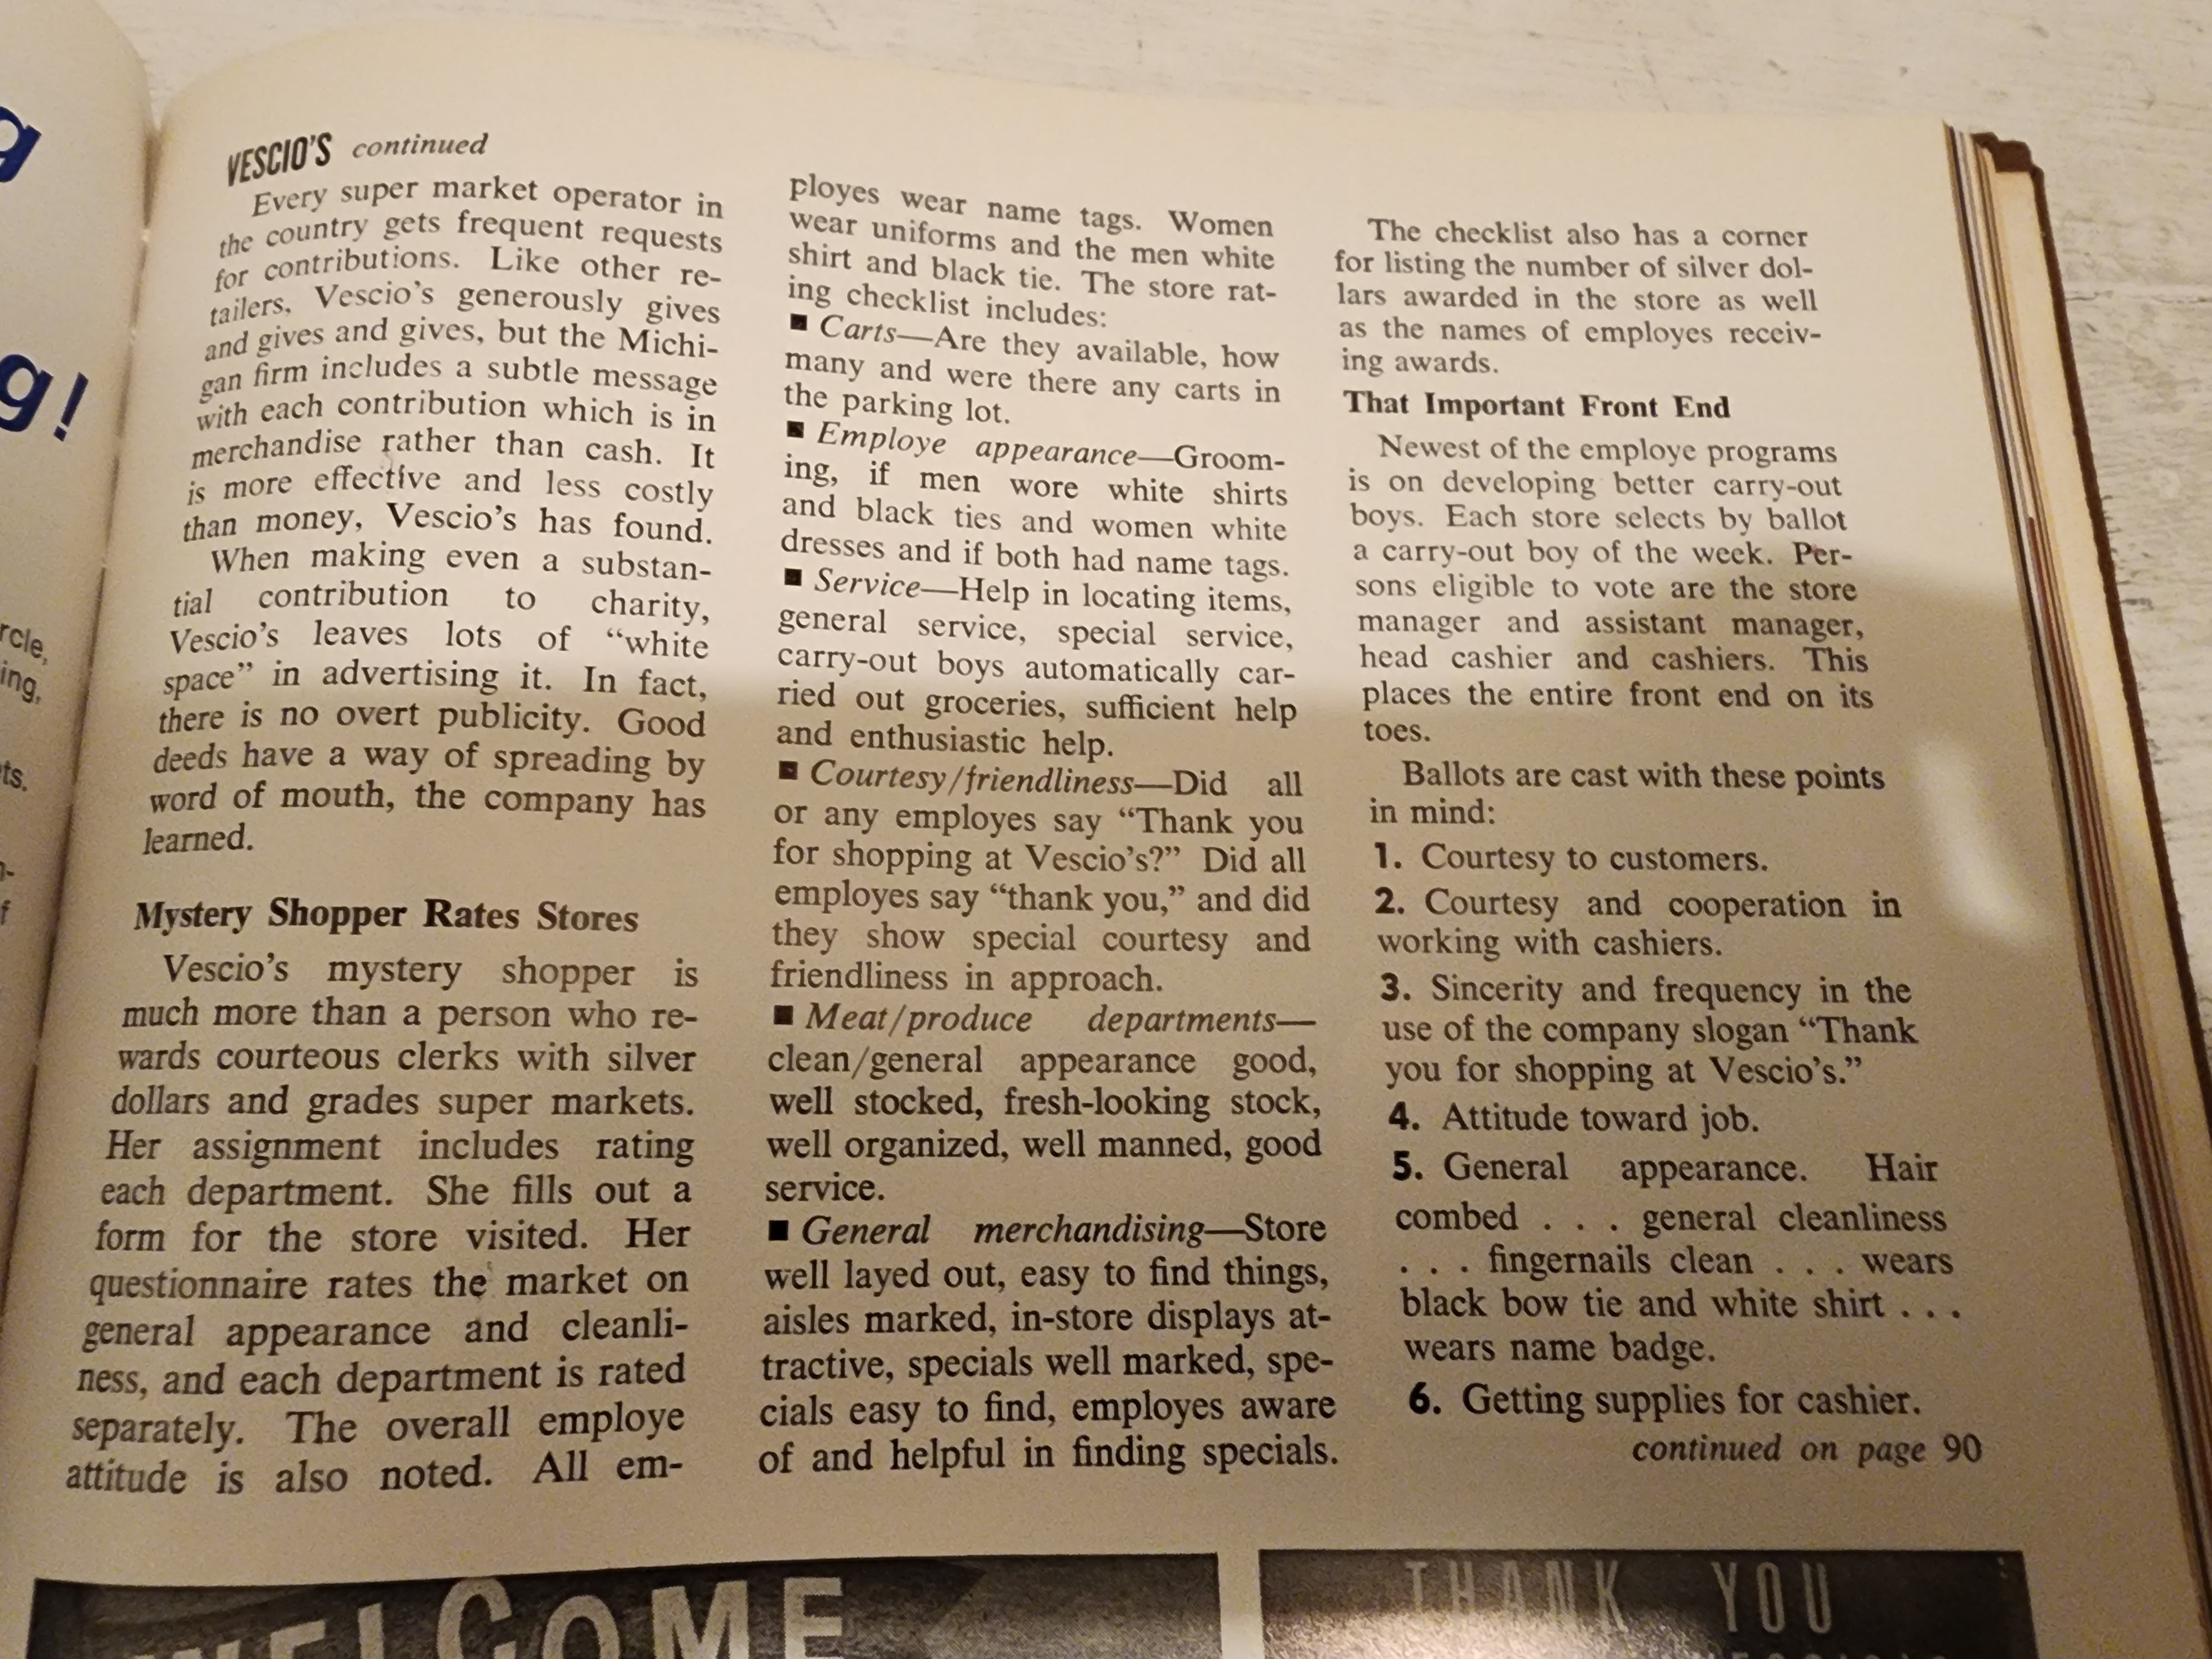 g
g!
rcle,
ing,
ts.
n-
f
VESCIO'S continued
Every super market operator in
the country gets frequent requests
for contributions. Like other re-
tailers, Vescio's generously gives
and gives and gives, but the Michi-
gan firm includes a subtle message
with each contribution which is in
merchandise rather than cash. It
is more effective and less costly
than money, Vescio's has found.
When making even a substan-
tial contribution to charity,
Vescio's leaves lots of “white
space” in advertising it. In fact,
there is no overt publicity. Good
deeds have a way of spreading by
word of mouth, the company has
learned.
Mystery Shopper Rates Stores
Vescio's mystery shopper is
much more than a person who re-
wards courteous clerks with silver
dollars and grades super markets.
Her assignment includes rating
each department. She fills out a
form for the store visited. Her
questionnaire rates the market on
general appearance and cleanli-
ness, and each department is rated
separately. The overall employe
attitude is also noted. All em-
ployes wear name tags. Women
wear uniforms and the men white
shirt and black tie. The store rat-
ing checklist includes:
■ Carts—Are they available, how
many and were there any carts in
the parking lot.
■ Employe appearance—Groom-
ing, if men wore white shirts
and black ties and women white
dresses and if both had name tags.
■ Service—Help in locating items,
general service, special service,
carry-out boys automatically car-
ried out groceries, sufficient help
and enthusiastic help.
■ Courtesy/friendliness—Did all
or any employes say “Thank you
for shopping at Vescio's?” Did all
employes say “thank you,” and did
they show special courtesy and
friendliness in approach.
■ Meat/produce departments—
clean/general appearance good,
well stocked, fresh-looking stock,
well organized, well manned, good
service.
■ General merchandising—Store
well layed out, easy to find things,
aisles marked, in-store displays at-
tractive, specials well marked, spe-
cials easy to find, employes aware
of and helpful in finding specials.
The checklist also has a corner
for listing the number of silver dol-
lars awarded in the store as well
as the names of employes receiv-
ing awards.
That Important Front End
Newest of the employe programs
is on developing better carry-out
boys. Each store selects by ballot
a carry-out boy of the week. Per-
sons eligible to vote are the store
manager and assistant manager,
head cashier and cashiers. This
places the entire front end on its
toes.
Ballots are cast with these points
in mind:
1. Courtesy to customers.
2. Courtesy and cooperation in
working with cashiers.
3. Sincerity and frequency in the
use of the company slogan “Thank
you for shopping at Vescio's.”
4. Attitude toward job.
5. General appearance. Hair
combed . . . general cleanliness
. . . fingernails clean . . . wears
black bow tie and white shirt . . .
wears name badge.
6. Getting supplies for cashier.
continued on page 90
WELCOME
THANK YOU